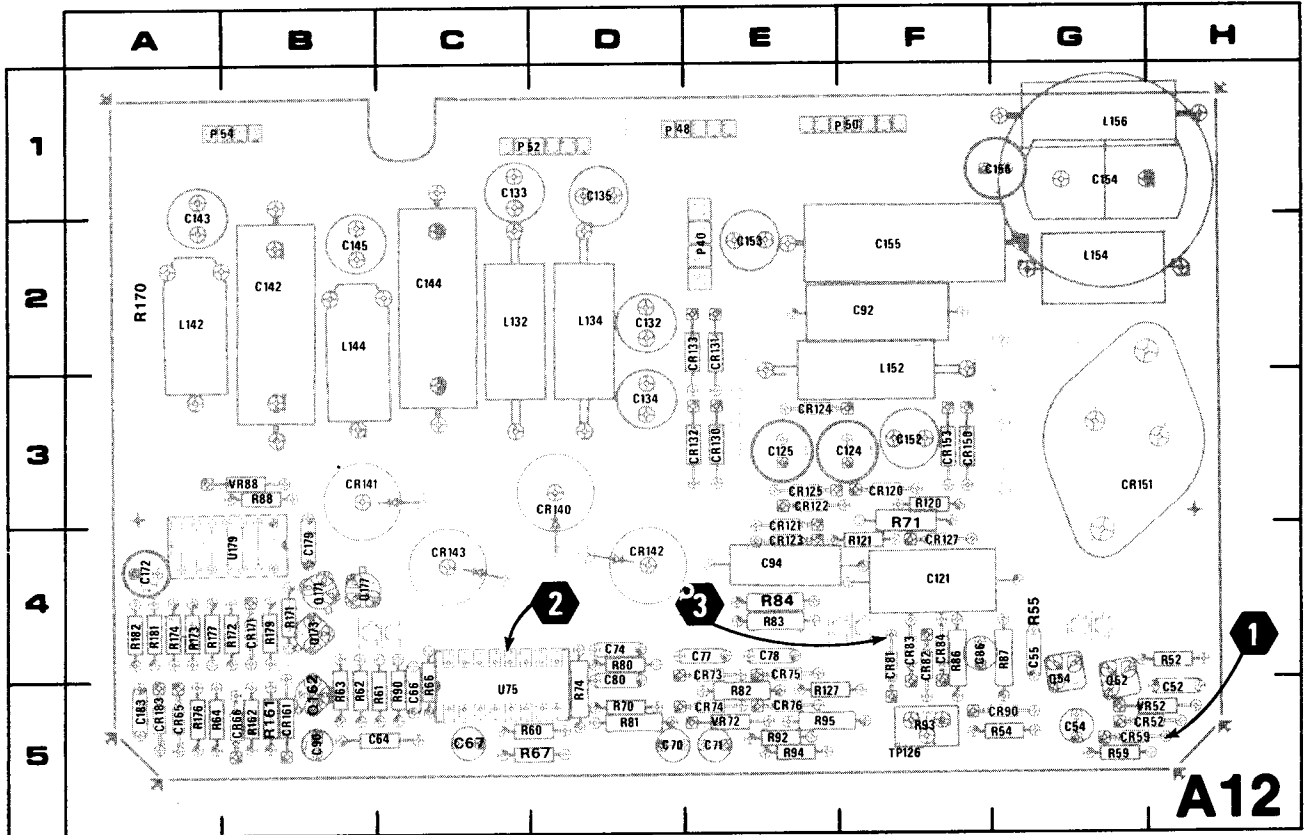 A B C D E F G H
1
P54 P52 P48 P50 L156
C143 C133 C135 C156 C154
2
C145 P40 C153 C155 L154
R170 C142 C144 C92
L142 L144 L132 L134 C132 CR133 CR131 L152
3
C134 CR124
CR132 CR130 C125 C124 C152 CR153 CR150
VR88 CR141 CR125 CR120 CR151
R88 CR140 CR122 R120
CR121 R71
4
U179 C179 CR143 CR142 CR123 R121 CR127
C172 C94 C121
Q171 Q177 2 3 R84 R55
R182 R181 R174 R173 R177 R172 CR171 R179 R171 Q173 R83 1
C74 C77 C78 CR81 CR83 CR82 CR84 R86 C86 R87 C55 Q54 Q52 R52
R80
R63 R62 R61 R90 C66 R66 U75 R74 C80 CR73 CR75
5
C183 CR183 CR65 R176 R64 CR68 R162 R161 CR161 R82 R127 C52
R70 CR74 CR76 CR90 VR52
R81 VR72 R95 R93 C54 CR52
C98 C64 C67 R60 C70 C71 R92 R54 CR59
R67 R94 TP126 R59
A12